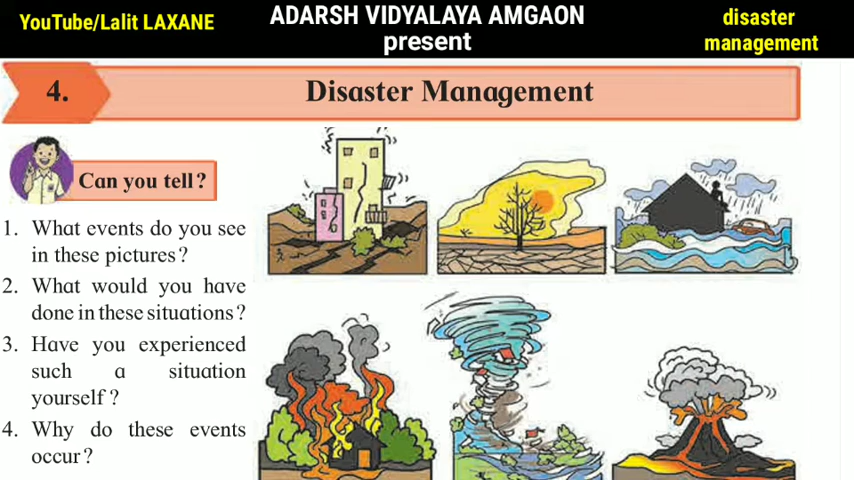 YouTube/Lalit LAXANE
ADARSH VIDYALAYA AMGAON
present
disaster
management
4.
Disaster Management
Can you tell?
1. What events do you see
in these pictures?
2. What would you have
done in these situations?
3. Have you experienced
such a situation
yourself?
4. Why do these events
occur?